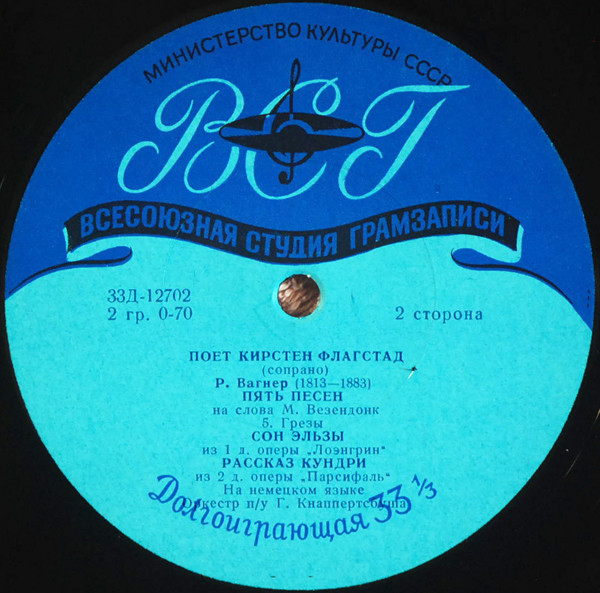 МИНИСТЕРСТВО КУЛЬТУРЫ СССР
ВСГ
ВСЕСОЮЗНАЯ СТУДИЯ ГРАМЗАПИСИ
33Д-12702
2 гр. 0-70
2 сторона
ПОЕТ КИРСТЕН ФЛАГСТАД
(сопрано)
Р. Вагнер (1813—1883)
ПЯТЬ ПЕСЕН
на слова М. Везендонк
5. Грезы
СОН ЭЛЬЗЫ
из 1 д. оперы „Лоэнгрин“
РАССКАЗ КУНДРИ
из 2 д. оперы „Парсифаль“
На немецком языке
Оркестр п/у Г. Кнаппертсбуша
Долгоиграющая 33 1/3